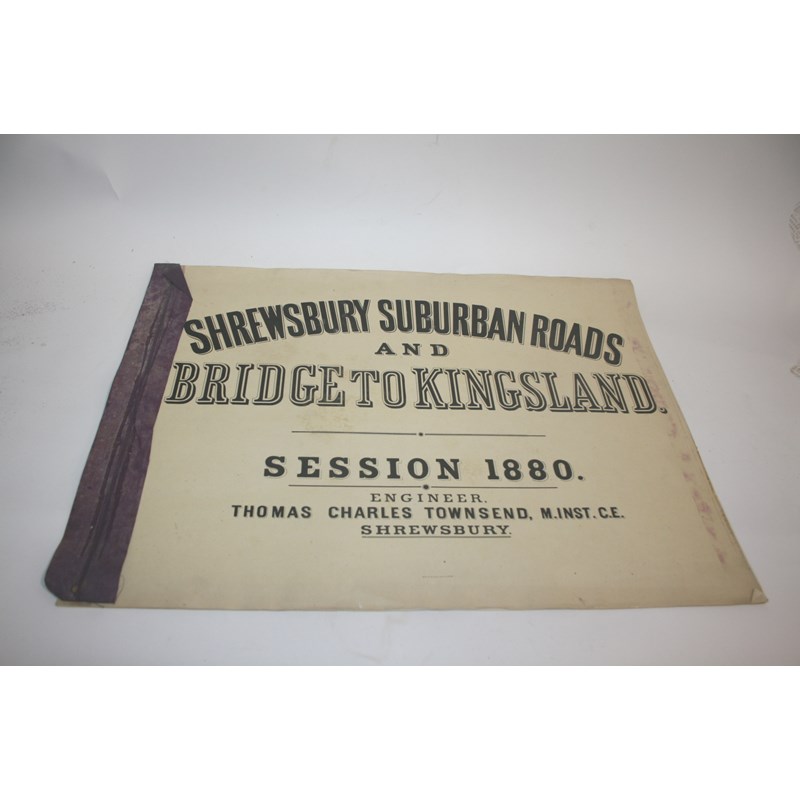 SHREWSBURY SUBURBAN ROADS
AND
BRIDGE TO KINGSLAND.
SESSION 1880.
ENGINEER.
THOMAS CHARLES TOWNSEND, M.INST.C.E.
SHREWSBURY.